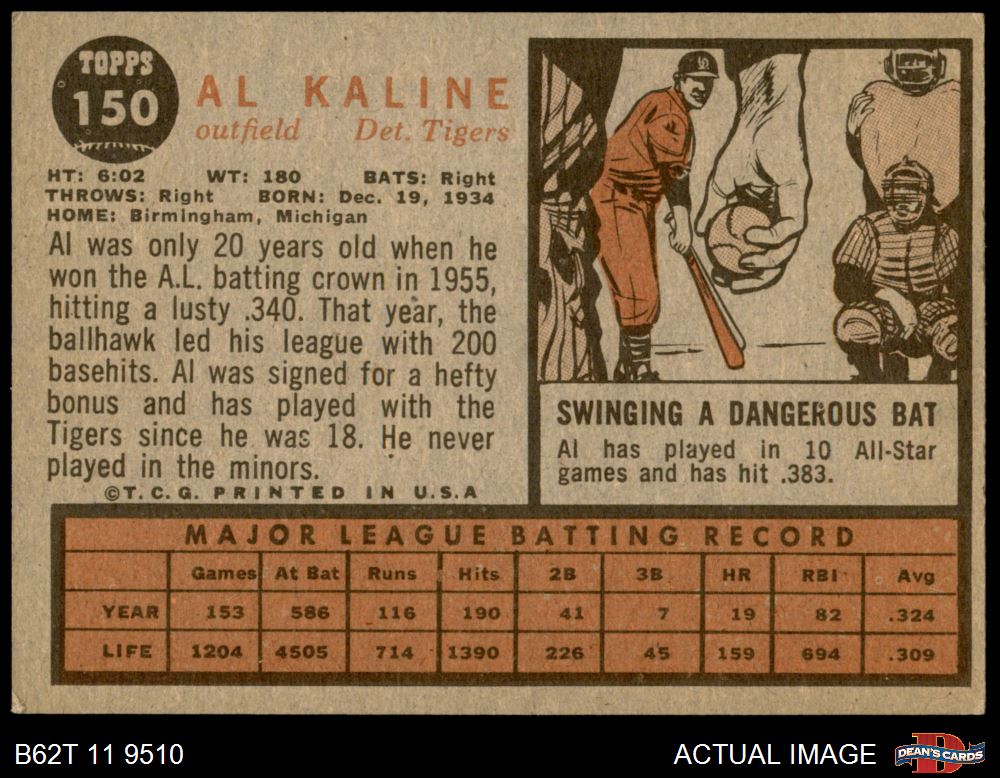 TOPPS
150
AL KALINE
outfield Det. Tigers
HT: 6:02 WT: 180 BATS: Right
THROWS: Right BORN: Dec. 19, 1934
HOME: Birmingham, Michigan
Al was only 20 years old when he
won the A.L. batting crown in 1955,
hitting a lusty .340. That year, the
ballhawk led his league with 200
basehits. Al was signed for a hefty
bonus and has played with the
Tigers since he was 18. He never
played in the minors.
©T.C.G. PRINTED IN U.S.A
SWINGING A DANGEROUS BAT
Al has played in 10 All-Star
games and has hit .383.
MAJOR LEAGUE BATTING RECORD
Games At Bat Runs Hits 2B 3B HR RBI Avg
YEAR 153 586 116 190 41 7 19 82 .324
LIFE 1204 4505 714 1390 226 45 159 694 .309
B62T 11 9510
ACTUAL IMAGE
DEAN'S CARDS